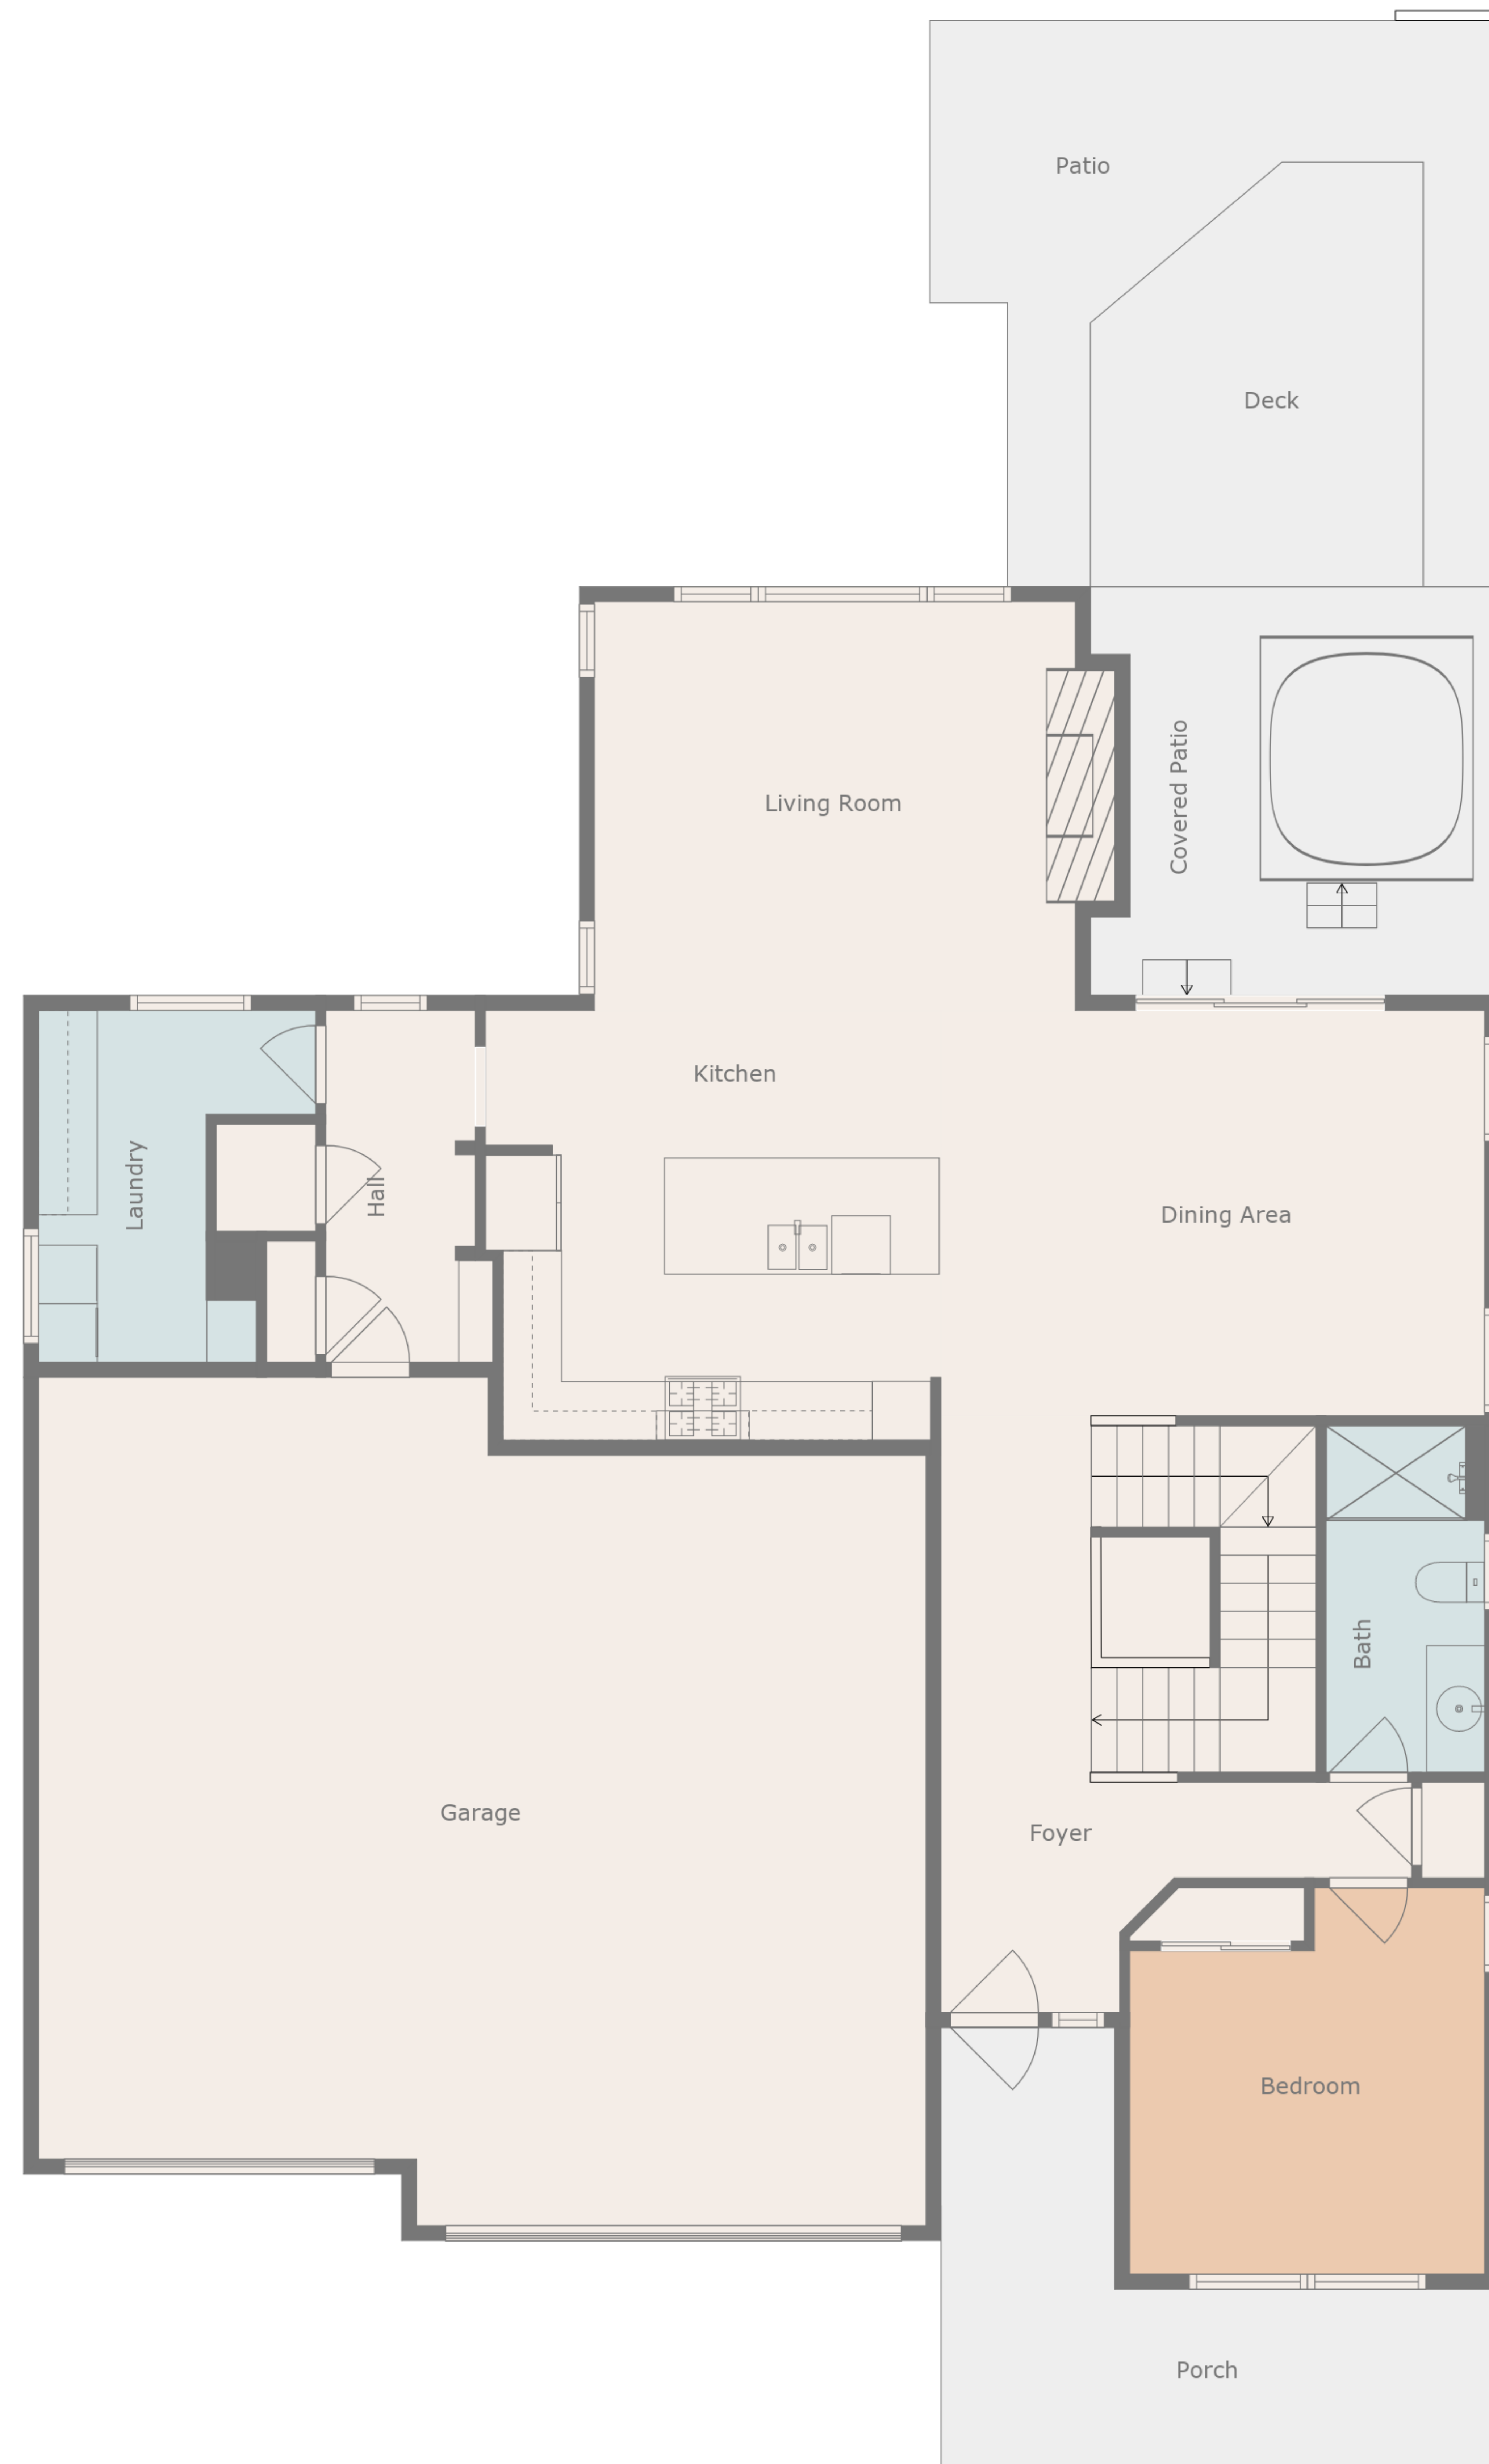 Patio
Deck
Covered Patio
Living Room
Kitchen
Laundry
Hall
Dining Area
Bath
Garage
Foyer
Bedroom
Porch